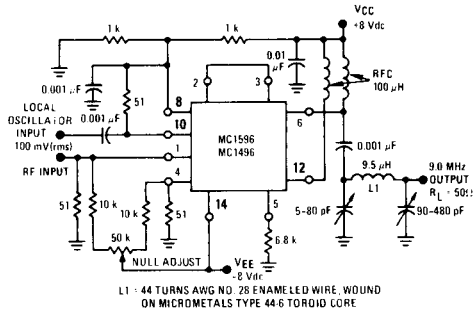 VCC
+8 Vdc
1 k
1 k
0.01
µF
0.001 µF
RFC
100 µH
2
3
LOCAL
OSCILLATOR
INPUT
100 mV(rms)
0.001 µF
51
8
10
6
RF INPUT
1
MC1596
MC1496
12
0.001 µF
9.5 µH
L1
9.0 MHz
OUTPUT
RL = 50Ω
4
14
5
51
10 k
10 k
51
5-80 pF
90-480 pF
50 k
6.8 k
NULL ADJUST
VEE
-8 Vdc
L1 = 44 TURNS AWG NO. 28 ENAMELED WIRE, WOUND
ON MICROMETALS TYPE 44-6 TOROID CORE